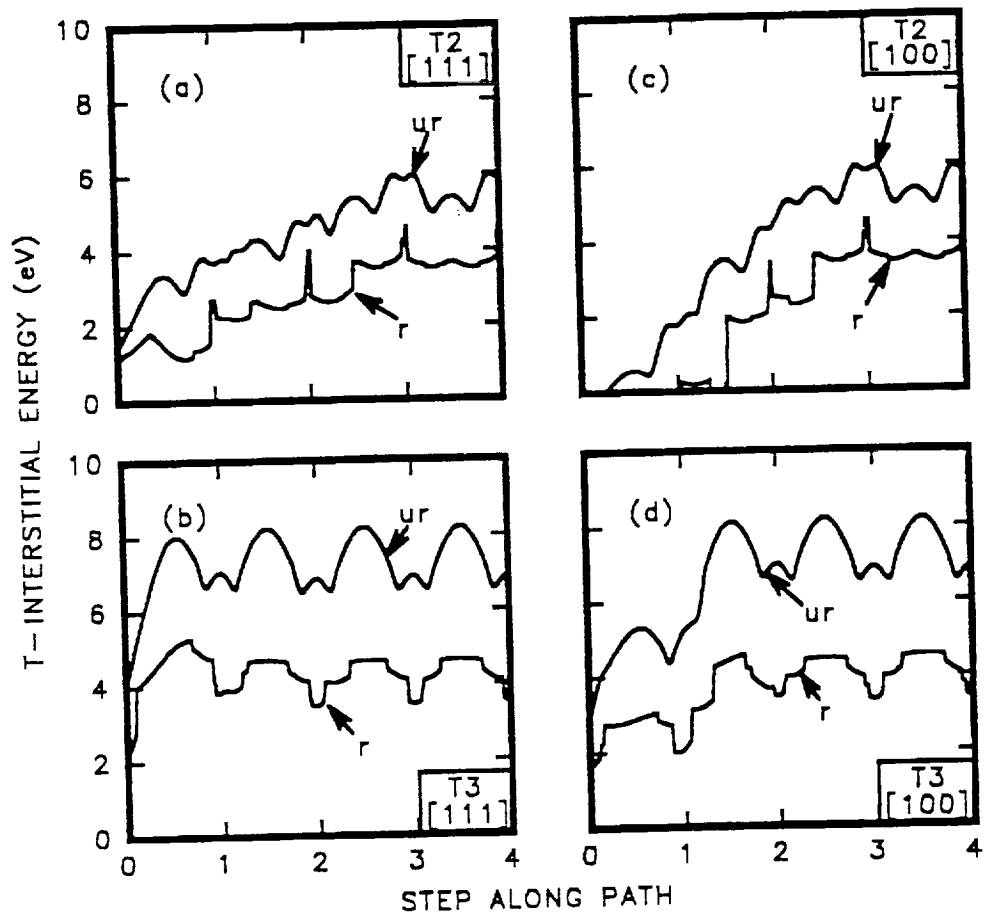 T-INTERSTITIAL ENERGY (eV)
10
8
6
4
2
0
(a)
T2
[111]
ur
r
(c)
T2
[100]
ur
r
10
8
6
4
2
0
(b)
ur
r
T3
[111]
0
1
2
3
4
(d)
ur
r
T3
[100]
0
1
2
3
4
STEP ALONG PATH